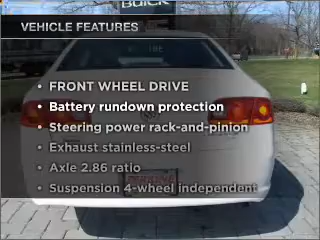 BUICK
VEHICLE FEATURES
• FRONT WHEEL DRIVE
• Battery rundown protection
• Steering power rack-and-pinion
• Exhaust stainless-steel
• Axle 2.86 ratio
• Suspension 4-wheel independent